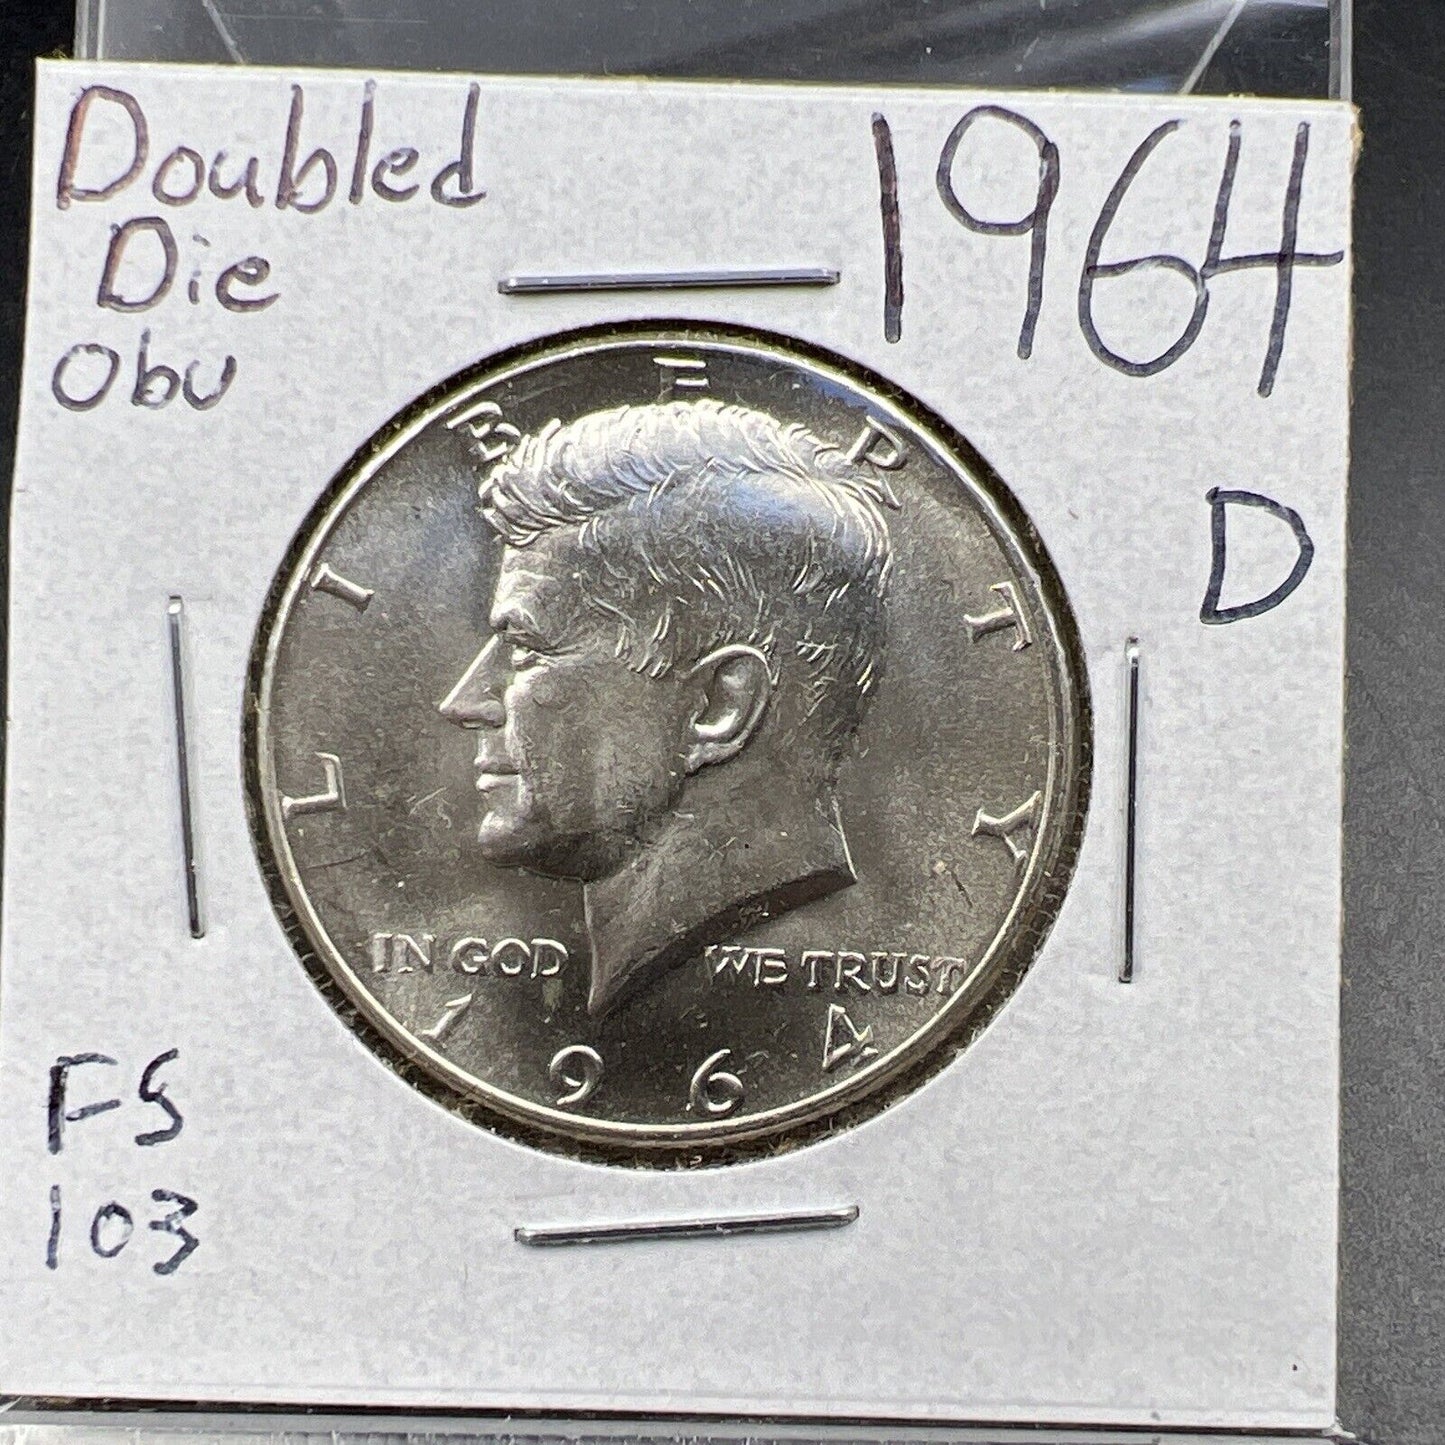 Doubled
Die
Obv
1964
D
LIBERTY
IN GOD WE TRUST
1964
FS
103